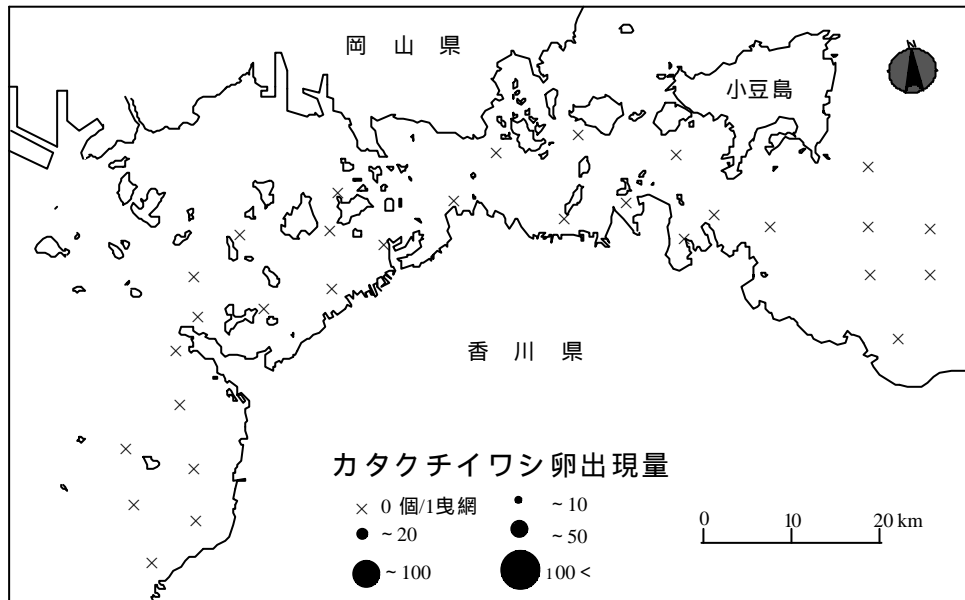 岡山県
N
小豆島
香川県
カタクチイワシ卵出現量
× 0 個/1曳網
~10
~20
~50
~100
100 <
0 10 20 km